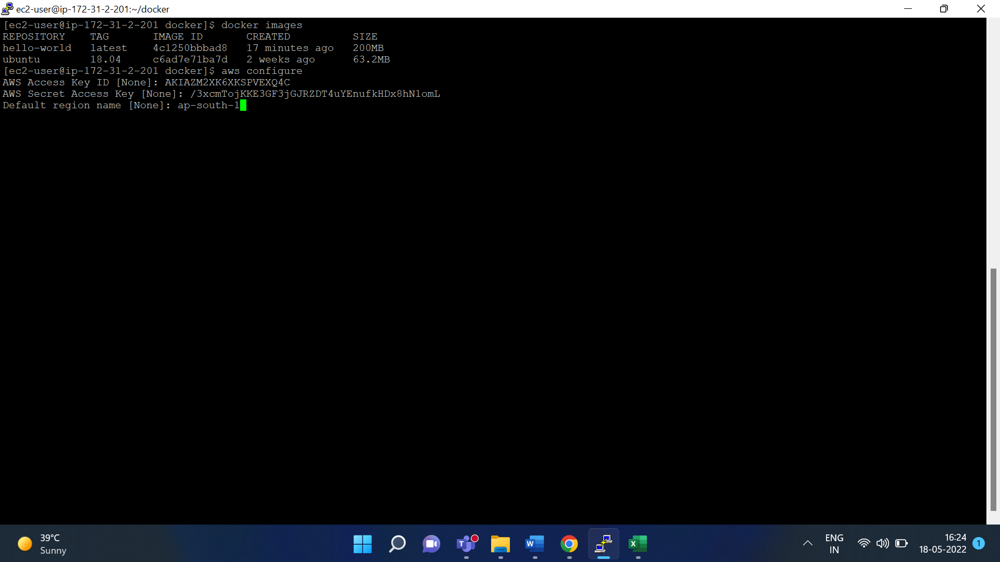 ec2-user@ip-172-31-2-201:~/docker
[ec2-user@ip-172-31-2-201 docker]$ docker images
REPOSITORY TAG IMAGE ID CREATED SIZE
hello-world latest 4c1250bbbad8 17 minutes ago 200MB
ubuntu 18.04 c6ad7e71ba7d 2 weeks ago 63.2MB
[ec2-user@ip-172-31-2-201 docker]$ aws configure
AWS Access Key ID [None]: AKIAZM2XK6XKSPVEXQ4C
AWS Secret Access Key [None]: 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
Default region name [None]: ap-south-1
39°C
Sunny
ENG
IN
16:24
18-05-2022
1